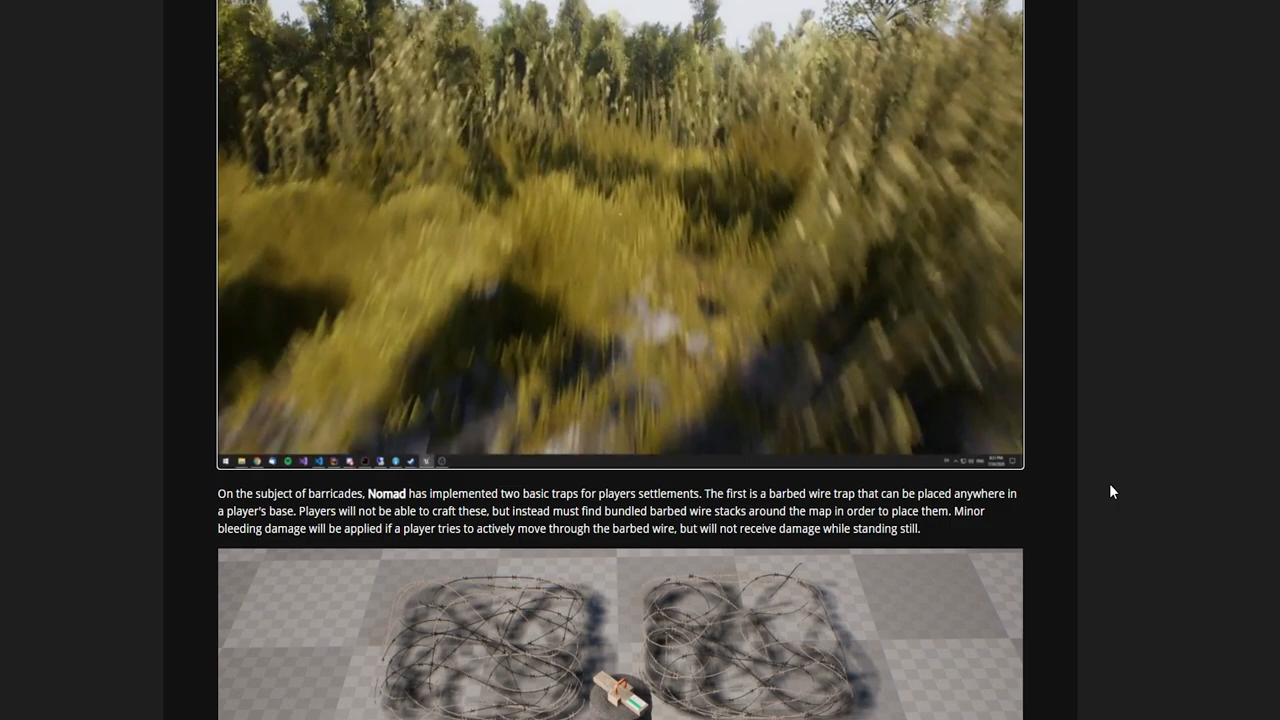 On the subject of barricades, Nomad has implemented two basic traps for players settlements. The first is a barbed wire trap that can be placed anywhere in
a player's base. Players will not be able to craft these, but instead must find bundled barbed wire stacks around the map in order to place them. Minor
bleeding damage will be applied if a player tries to actively move through the barbed wire, but will not receive damage while standing still.